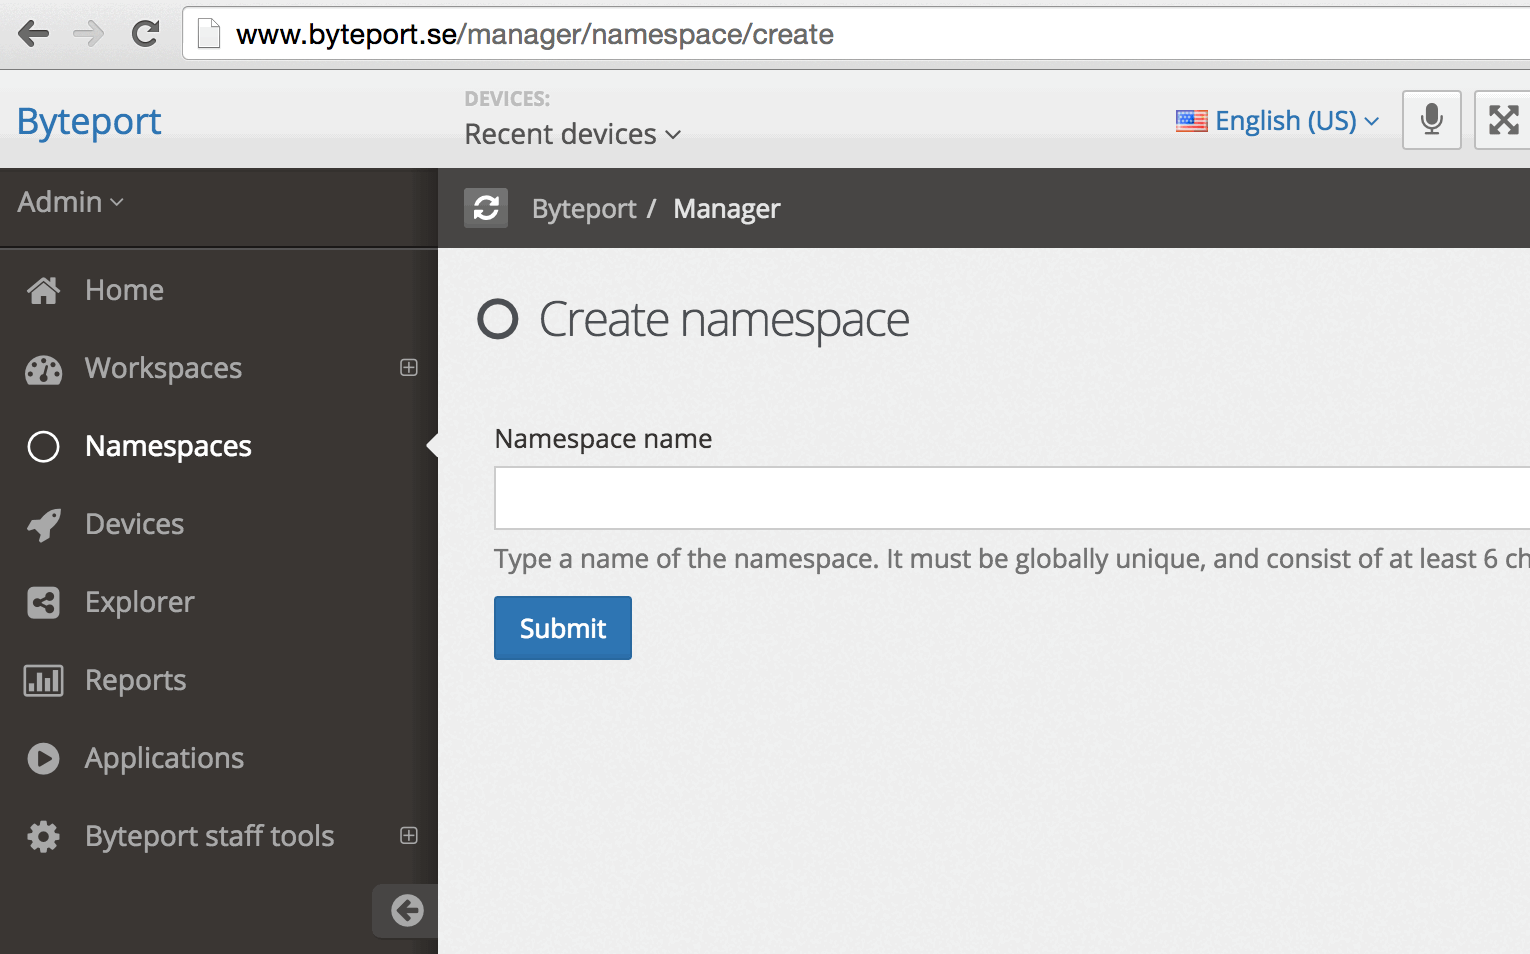 www.byteport.se/manager/namespace/create
Byteport
DEVICES:
Recent devices
English (US)
Admin
Byteport / Manager
Home
Workspaces
Namespaces
Devices
Explorer
Reports
Applications
Byteport staff tools
Create namespace
Namespace name
Type a name of the namespace. It must be globally unique, and consist of at least 6 ch
Submit